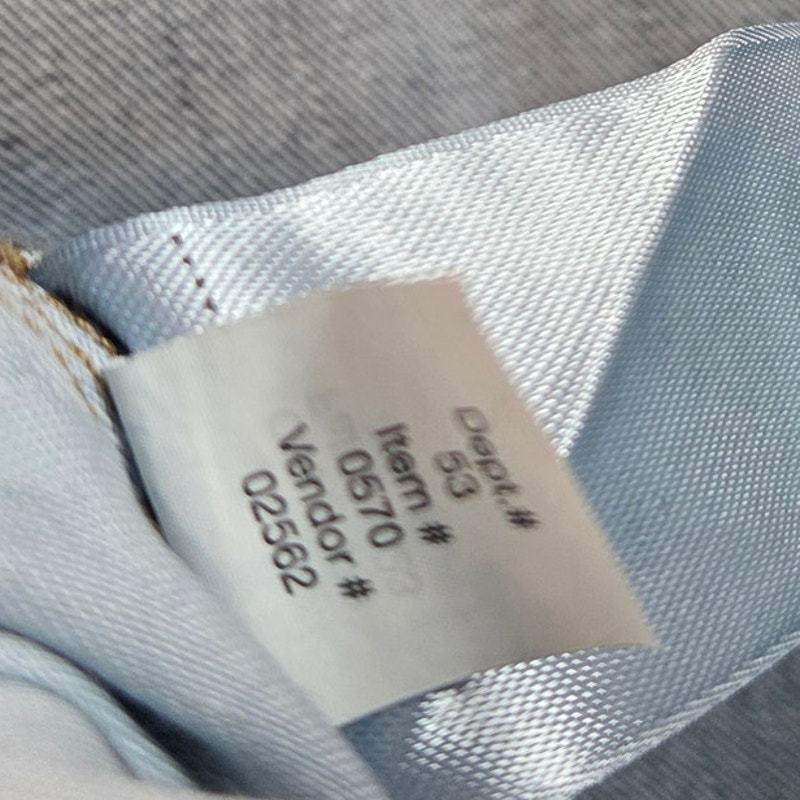 Dept.#
53
Item #
0570
Vendor #
02562